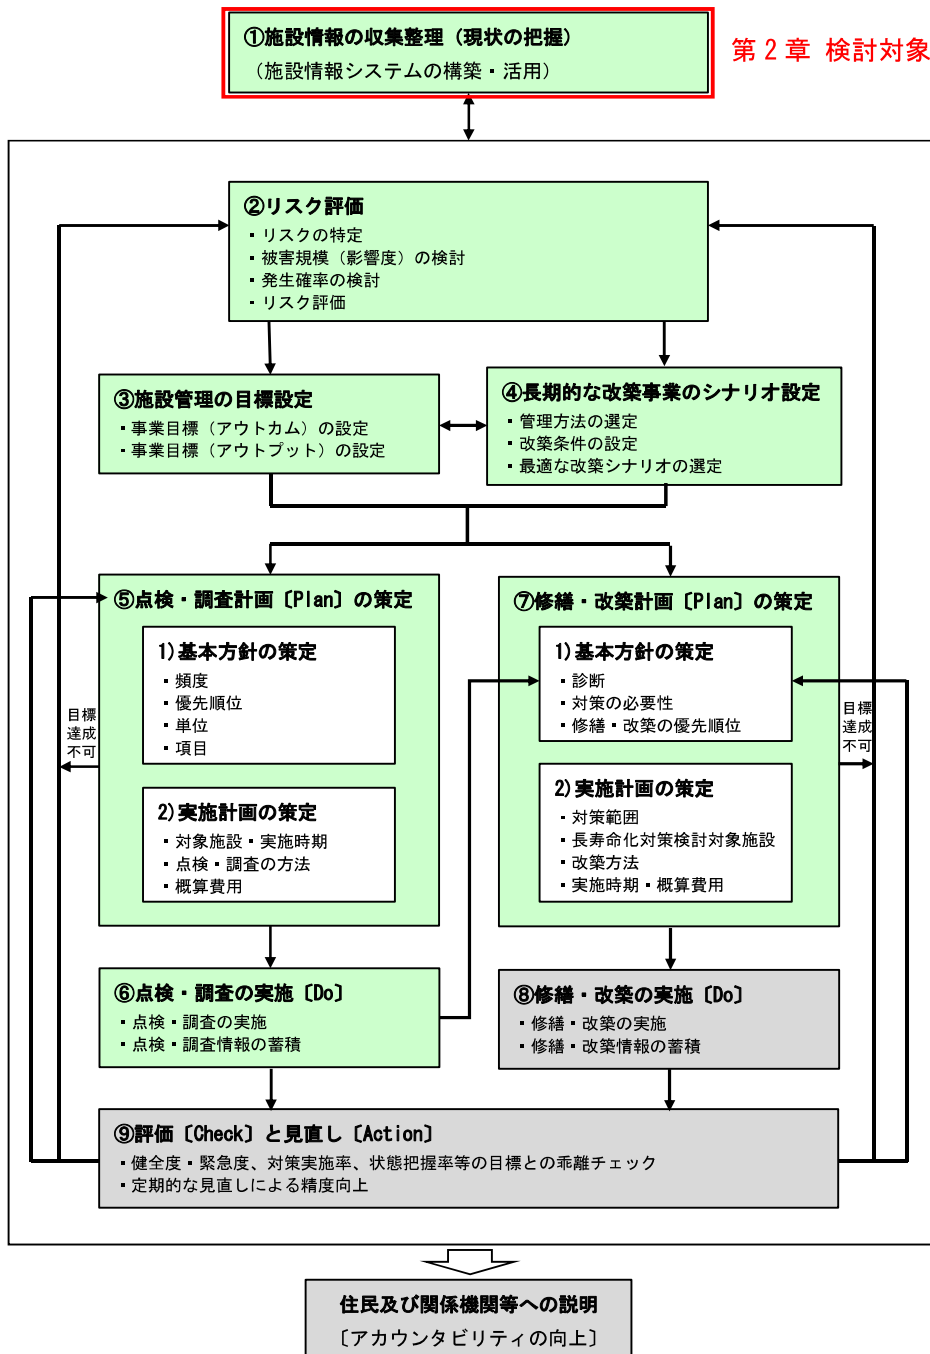 ①施設情報の収集整理（現状の把握）
（施設情報システムの構築・活用）
第２章 検討対象
②リスク評価
・リスクの特定
・被害規模（影響度）の検討
・発生確率の検討
・リスク評価
③施設管理の目標設定
・事業目標（アウトカム）の設定
・事業目標（アウトプット）の設定
④長期的な改築事業のシナリオ設定
・管理方法の選定
・改築条件の設定
・最適な改築シナリオの選定
⑤点検・調査計画〔Plan〕の策定
1)基本方針の策定
・頻度
・優先順位
・単位
・項目
2)実施計画の策定
・対象施設・実施時期
・点検・調査の方法
・概算費用
目標
達成
不可
⑦修繕・改築計画〔Plan〕の策定
1)基本方針の策定
・診断
・対策の必要性
・修繕・改築の優先順位
2)実施計画の策定
・対策範囲
・長寿命化対策検討対象施設
・改築方法
・実施時期・概算費用
目標
達成
不可
⑥点検・調査の実施〔Do〕
・点検・調査の実施
・点検・調査情報の蓄積
⑧修繕・改築の実施〔Do〕
・修繕・改築の実施
・修繕・改築情報の蓄積
⑨評価〔Check〕と見直し〔Action〕
・健全度・緊急度、対策実施率、状態把握率等の目標との乖離チェック
・定期的な見直しによる精度向上
住民及び関係機関等への説明
〔アカウンタビリティの向上〕